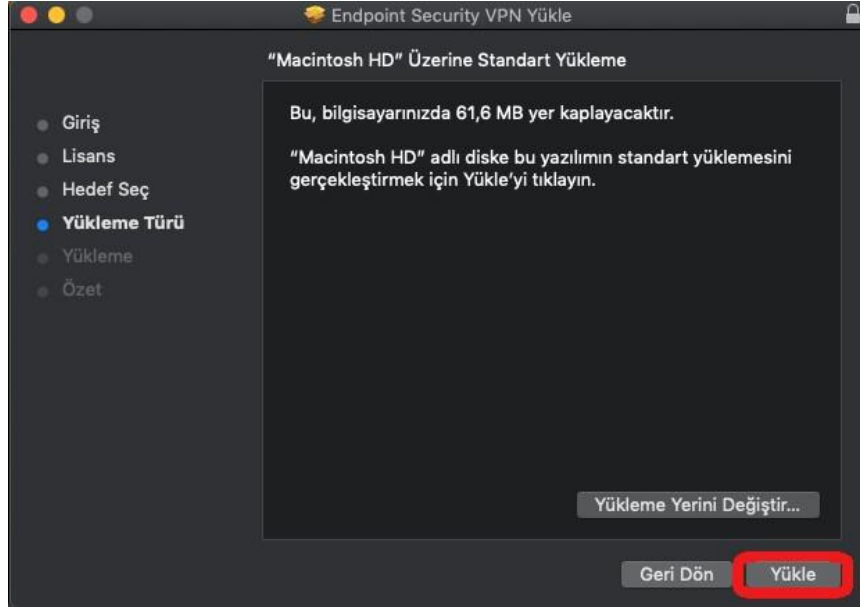 Endpoint Security VPN Yükle
“Macintosh HD” Üzerine Standart Yükleme
Giriş
Lisans
Hedef Seç
Yükleme Türü
Yükleme
Özet
Bu, bilgisayarınızda 61,6 MB yer kaplayacaktır.
“Macintosh HD” adlı diske bu yazılımın standart yüklemesini
gerçekleştirmek için Yükle’yi tıklayın.
Yükleme Yerini Değiştir...
Geri Dön
Yükle